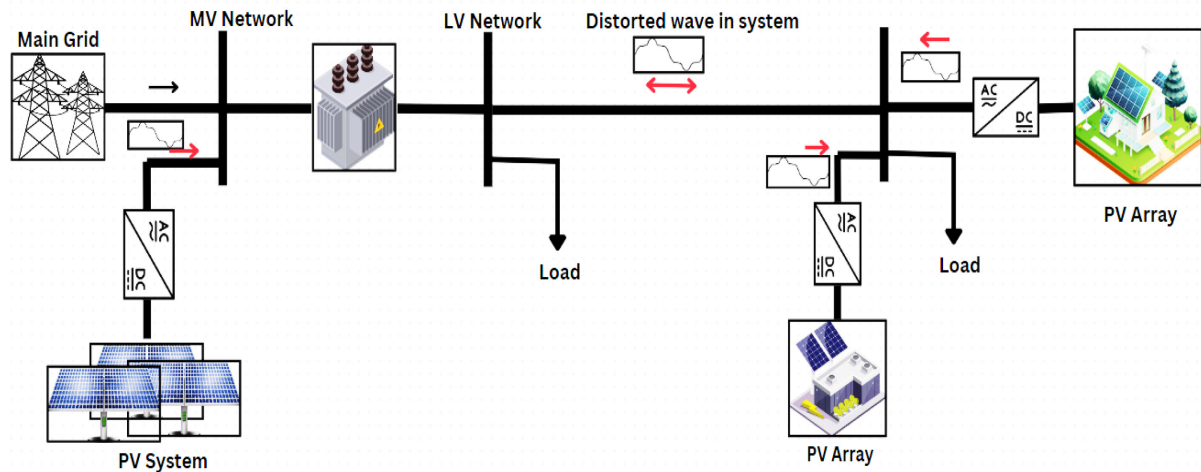 MV Network
LV Network
Distorted wave in system
Main Grid
AC
DC
PV Array
AC
DC
AC
DC
Load
Load
PV System
PV Array